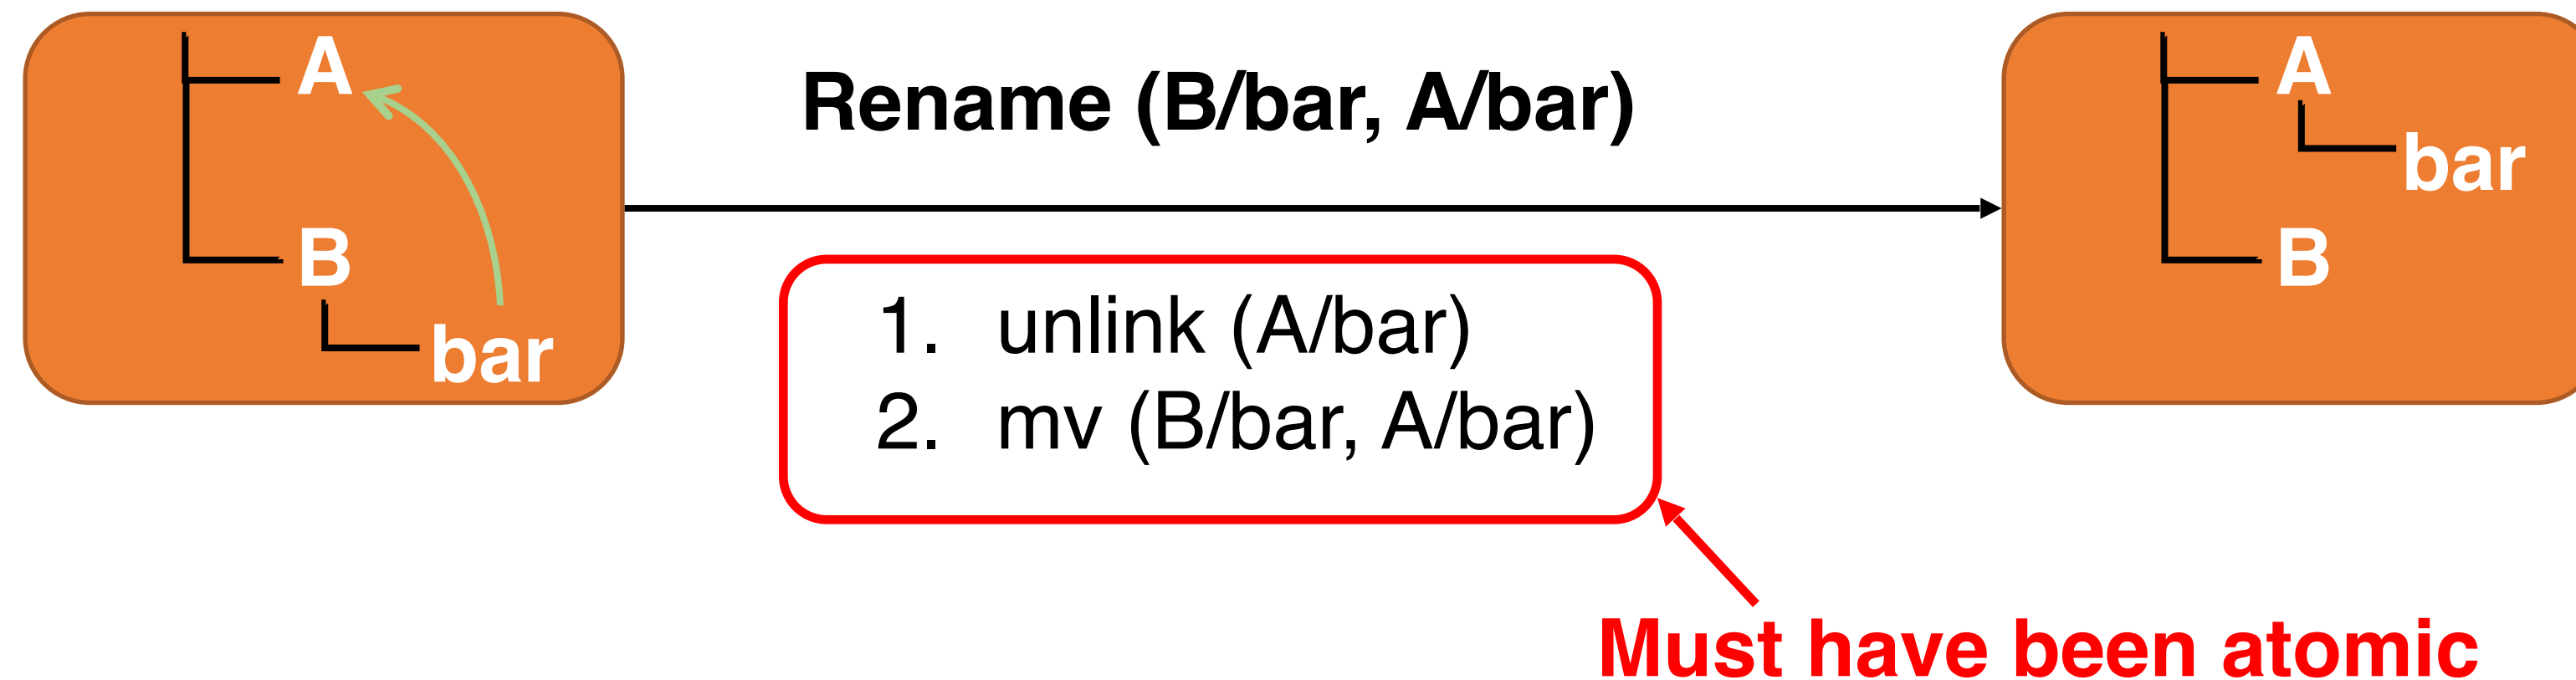 A
B
bar
Rename (B/bar, A/bar)
1. unlink (A/bar)
2. mv (B/bar, A/bar)
Must have been atomic
A
bar
B